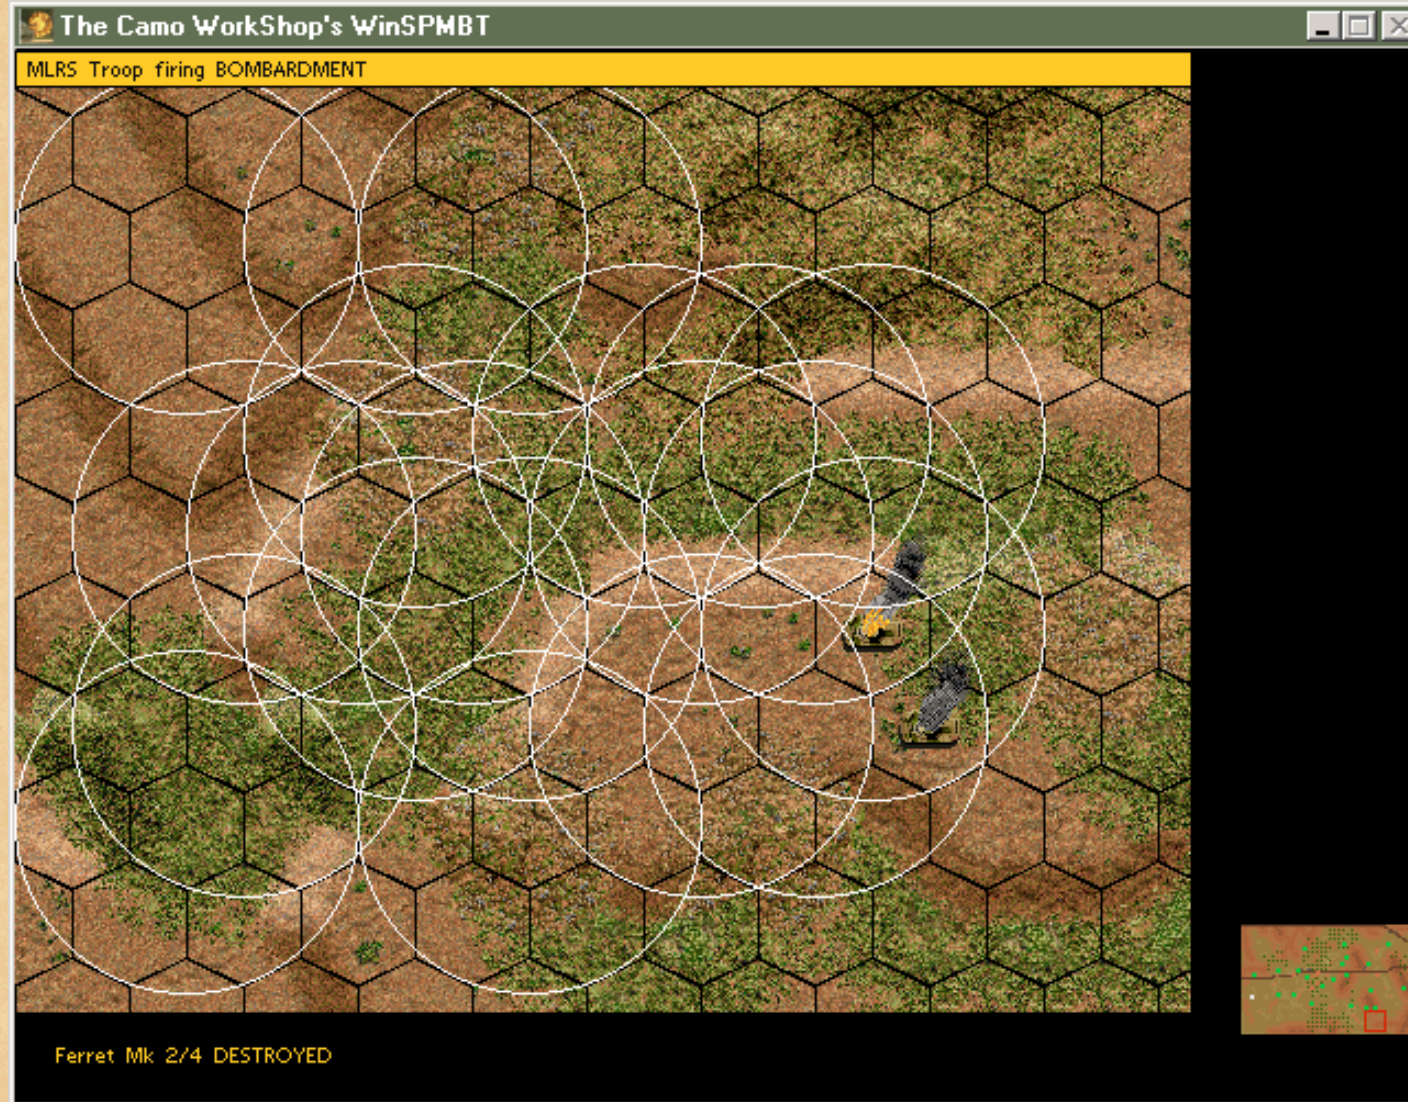 The Camo WorkShop's WinSPMBT
MLRS Troop firing BOMBARDMENT
Ferret Mk 2/4 DESTROYED